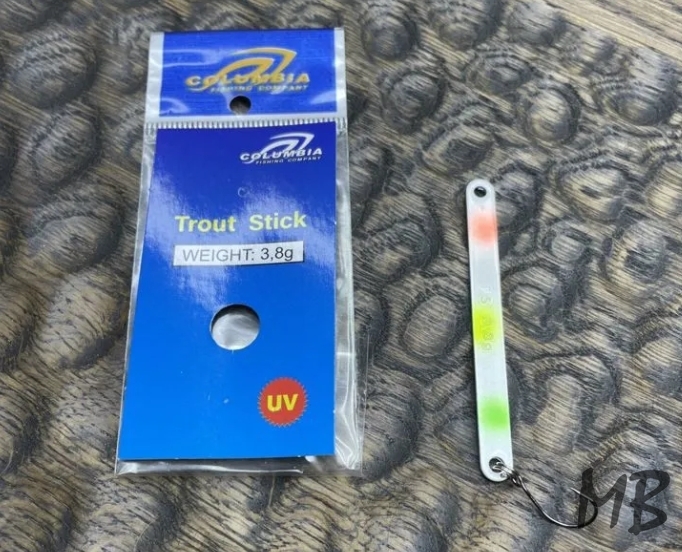 COLUMBIA
FISHING COMPANY
COLUMBIA
FISHING COMPANY
Trout Stick
WEIGHT: 3,8g
UV
MB